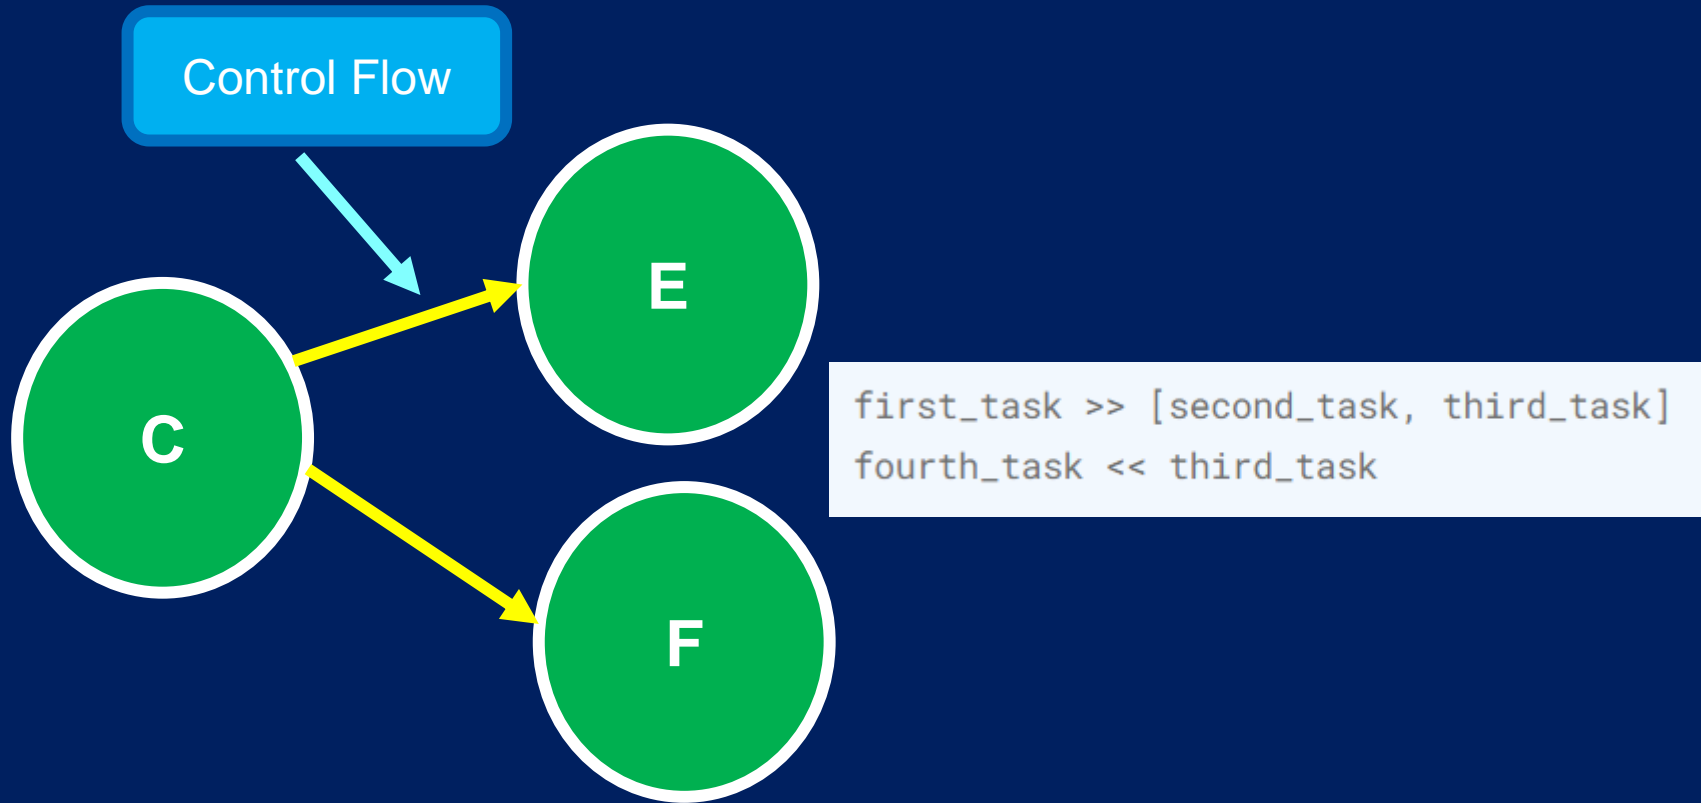 Control Flow
E
C
first_task >> [second_task, third_task]
fourth_task << third_task
F